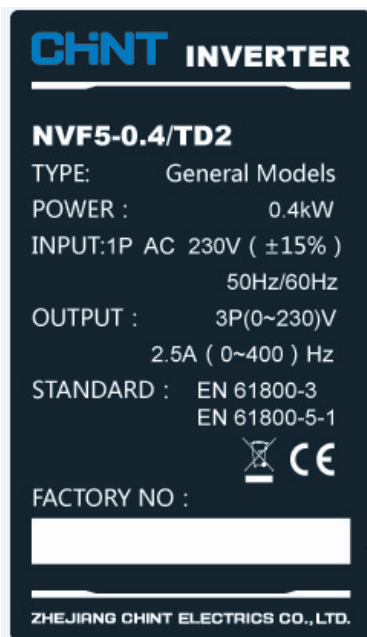 CHiNT INVERTER
NVF5-0.4/TD2
TYPE: General Models
POWER : 0.4kW
INPUT:1P AC 230V ( ±15% )
50Hz/60Hz
OUTPUT : 3P(0~230)V
2.5A ( 0~400 ) Hz
STANDARD : EN 61800-3
EN 61800-5-1
CE
FACTORY NO :
ZHEJIANG CHINT ELECTRICS CO., LTD.